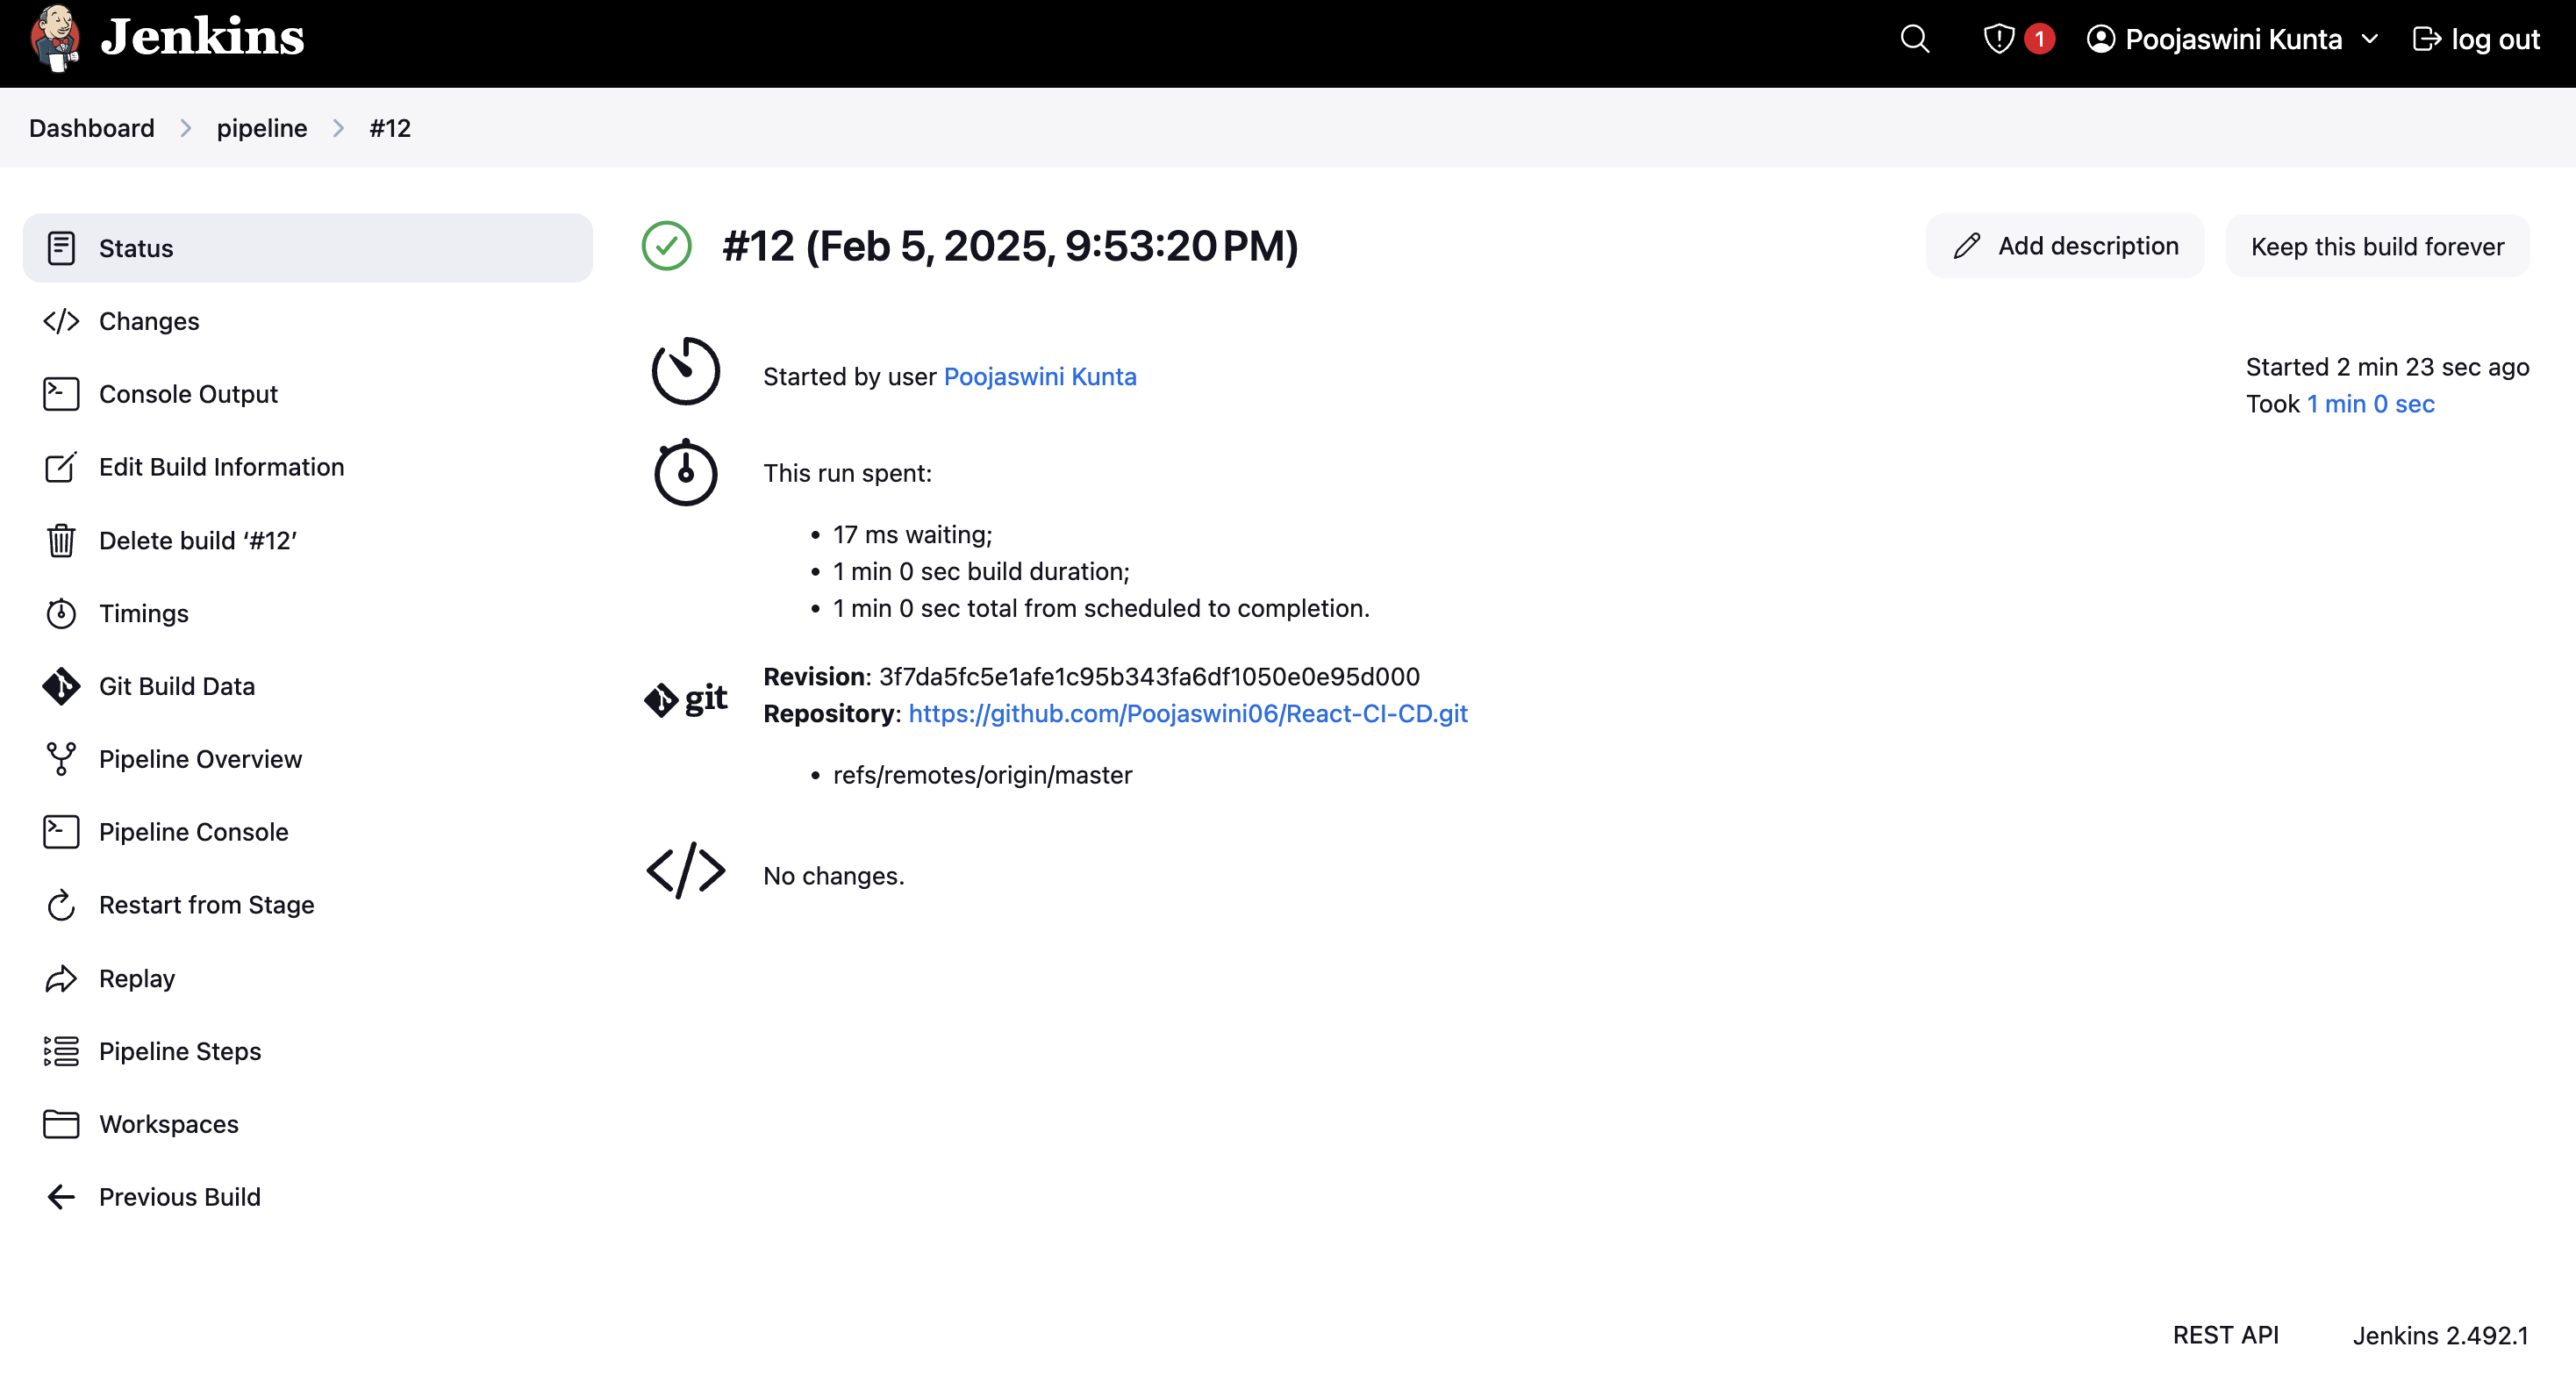 Jenkins
1
Poojaswini Kunta
log out
Dashboard
pipeline
#12
Status
Changes
Console Output
Edit Build Information
Delete build ‘#12’
Timings
Git Build Data
Pipeline Overview
Pipeline Console
Restart from Stage
Replay
Pipeline Steps
Workspaces
Previous Build
#12 (Feb 5, 2025, 9:53:20 PM)
Add description
Keep this build forever
Started by user Poojaswini Kunta
Started 2 min 23 sec ago
Took 1 min 0 sec
This run spent:
• 17 ms waiting;
• 1 min 0 sec build duration;
• 1 min 0 sec total from scheduled to completion.
git
Revision: 3f7da5fc5e1afe1c95b343fa6df1050e0e95d000
Repository: https://github.com/Poojaswini06/React-CI-CD.git
• refs/remotes/origin/master
No changes.
REST API
Jenkins 2.492.1